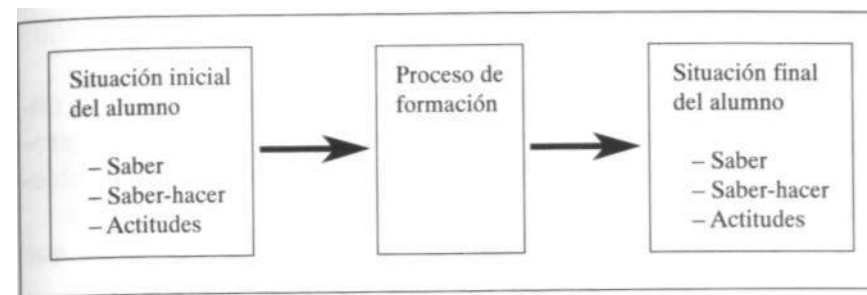 Situación inicial
del alumno
– Saber
– Saber-hacer
– Actitudes
Proceso de
formación
Situación final
del alumno
– Saber
– Saber-hacer
– Actitudes